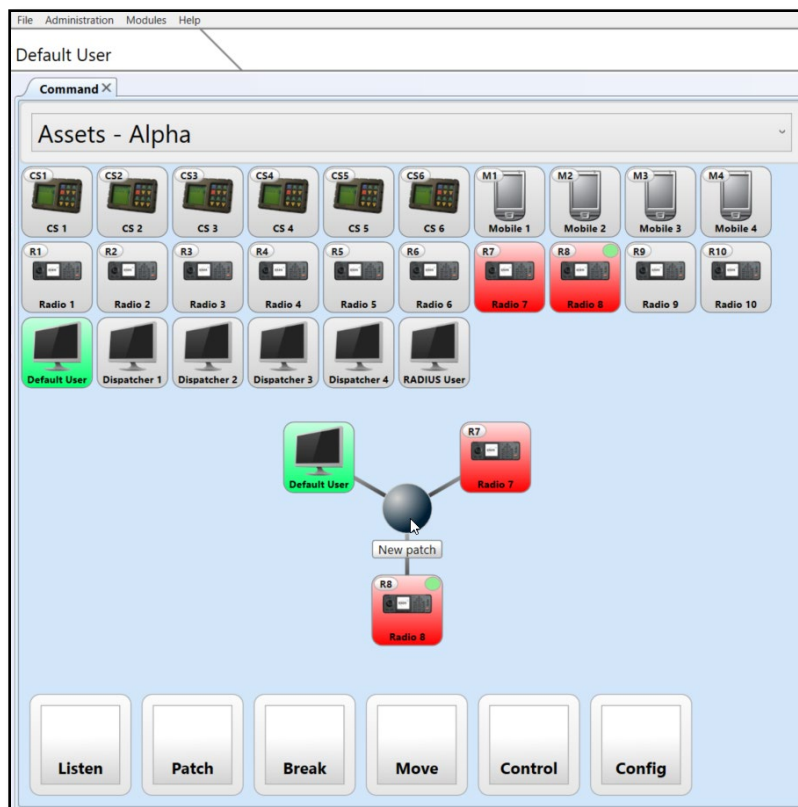 File Administration Modules Help
Default User
Command
Assets - Alpha
CS1 CS2 CS3 CS4 CS5 CS6 M1 M2 M3 M4
CS 1 CS 2 CS 3 CS 4 CS 5 CS 6 Mobile 1 Mobile 2 Mobile 3 Mobile 4
R1 R2 R3 R4 R5 R6 R7 R8 R9 R10
Radio 1 Radio 2 Radio 3 Radio 4 Radio 5 Radio 6 Radio 7 Radio 8 Radio 9 Radio 10
Default User Dispatcher 1 Dispatcher 2 Dispatcher 3 Dispatcher 4 RADIUS User
R7
Default User Radio 7
New patch
R8
Radio 8
Listen Patch Break Move Control Config